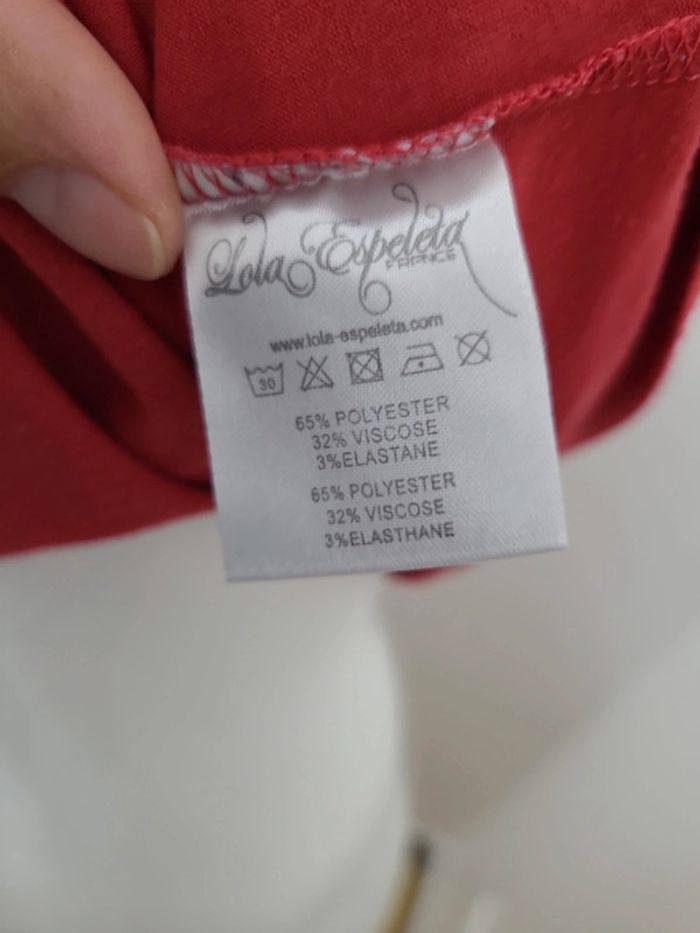 Lola Espeleta
FRANCE
www.lola-espeleta.com
30
65% POLYESTER
32% VISCOSE
3%ELASTANE
65% POLYESTER
32% VISCOSE
3%ELASTHANE